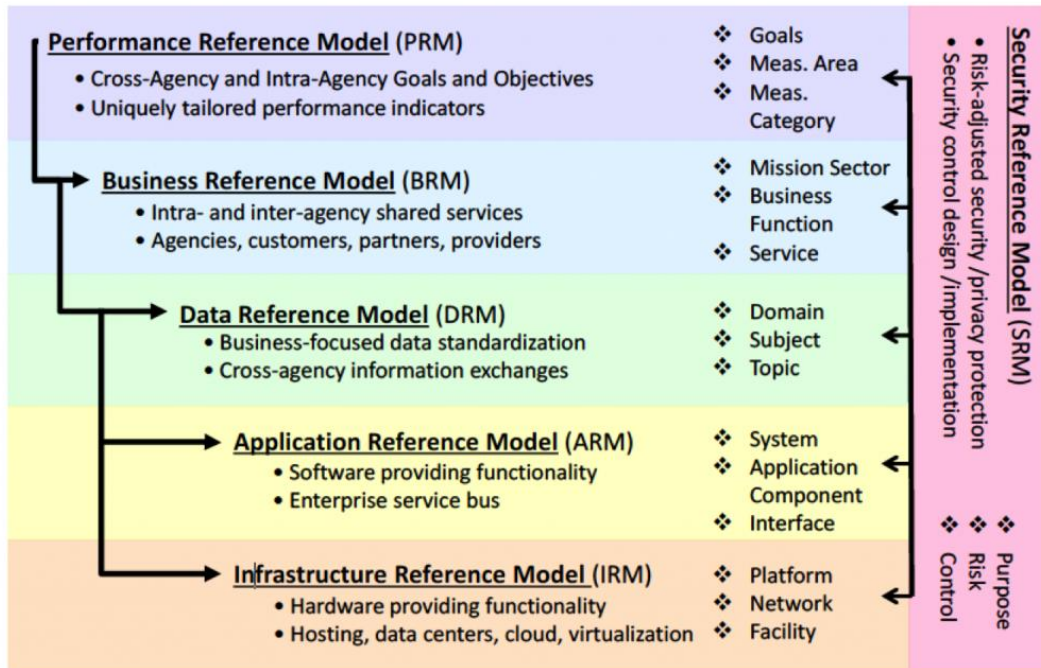 Performance Reference Model (PRM)
• Cross-Agency and Intra-Agency Goals and Objectives
• Uniquely tailored performance indicators
❖ Goals
❖ Meas. Area
❖ Meas.
Category
Business Reference Model (BRM)
• Intra- and inter-agency shared services
• Agencies, customers, partners, providers
❖ Mission Sector
❖ Business
Function
❖ Service
Data Reference Model (DRM)
• Business-focused data standardization
• Cross-agency information exchanges
❖ Domain
❖ Subject
❖ Topic
Application Reference Model (ARM)
• Software providing functionality
• Enterprise service bus
❖ System
❖ Application
Component
❖ Interface
Infrastructure Reference Model (IRM)
• Hardware providing functionality
• Hosting, data centers, cloud, virtualization
❖ Platform
❖ Network
❖ Facility
Security Reference Model (SRM)
• Risk-adjusted security /privacy protection
• Security control design /implementation
❖ Purpose
❖ Risk
❖ Control